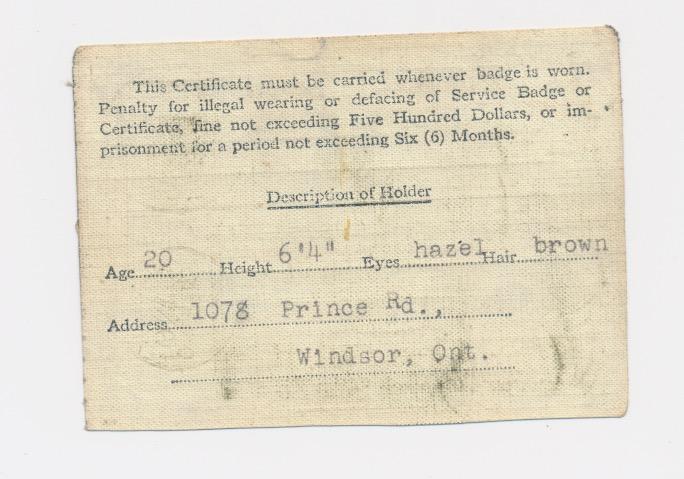 This Certificate must be carried whenever badge is worn.
Penalty for illegal wearing or defacing of Service Badge or
Certificate, fine not exceeding Five Hundred Dollars, or im-
prisonment for a period not exceeding Six (6) Months.
Description of Holder
Age 20 Height 6'4" Eyes hazel Hair brown
Address 1078 Prince Rd.,
Windsor, Ont.